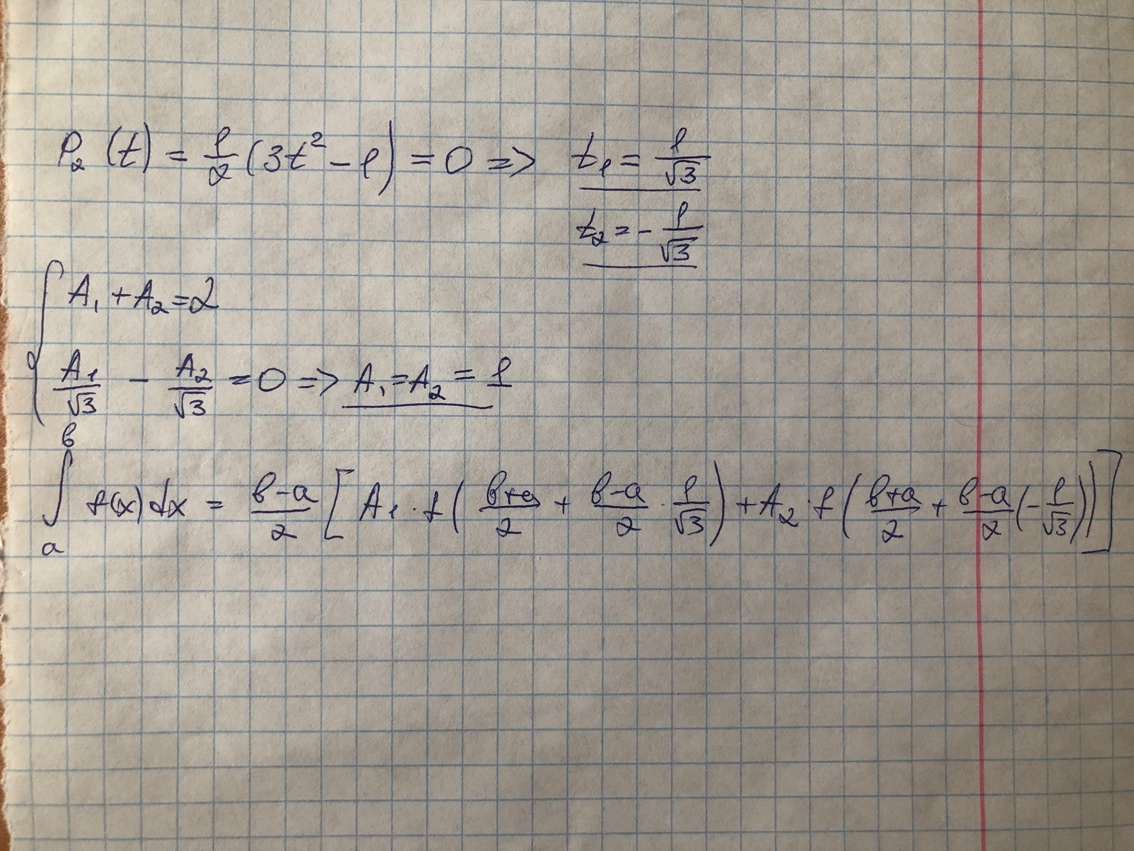 P₂(t) = 1/2 (3t² − 1) = 0 => t₁ = 1/√3
t₂ = − 1/√3
{ A₁ + A₂ = 2
A₁/√3 − A₂/√3 = 0 => A₁ = A₂ = 1
∫ₐᵇ f(x) dx = (b−a)/2 [ A₁ · f( (b+a)/2 + (b−a)/2 · 1/√3 ) + A₂ · f( (b+a)/2 + (b−a)/2 (− 1/√3) ) ]